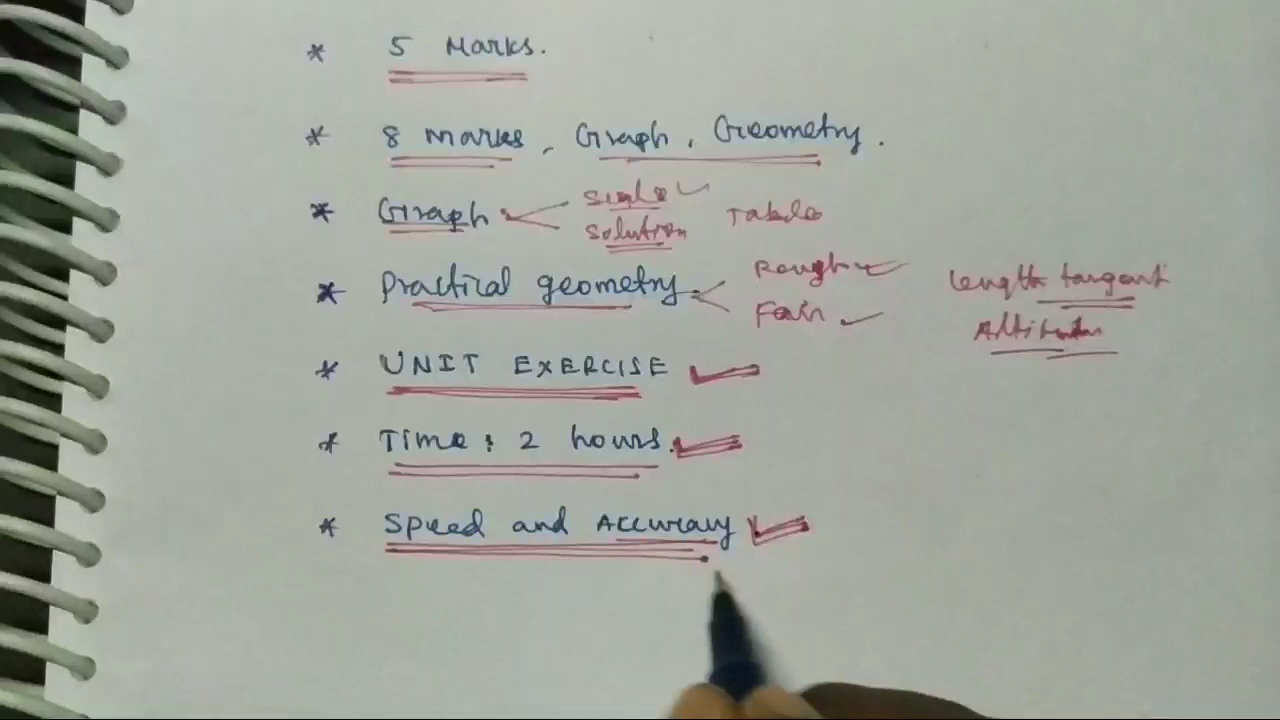 * 5 Marks.
* 8 Marks, Graph, Geometry.
* Graph
Scale ✓
Solution Table
* Practical geometry
Rough ✓
Fair ✓
length tangent
Altitude
* UNIT EXERCISE ✓
* Time : 2 hours. ✓
* Speed and Accuracy ✓